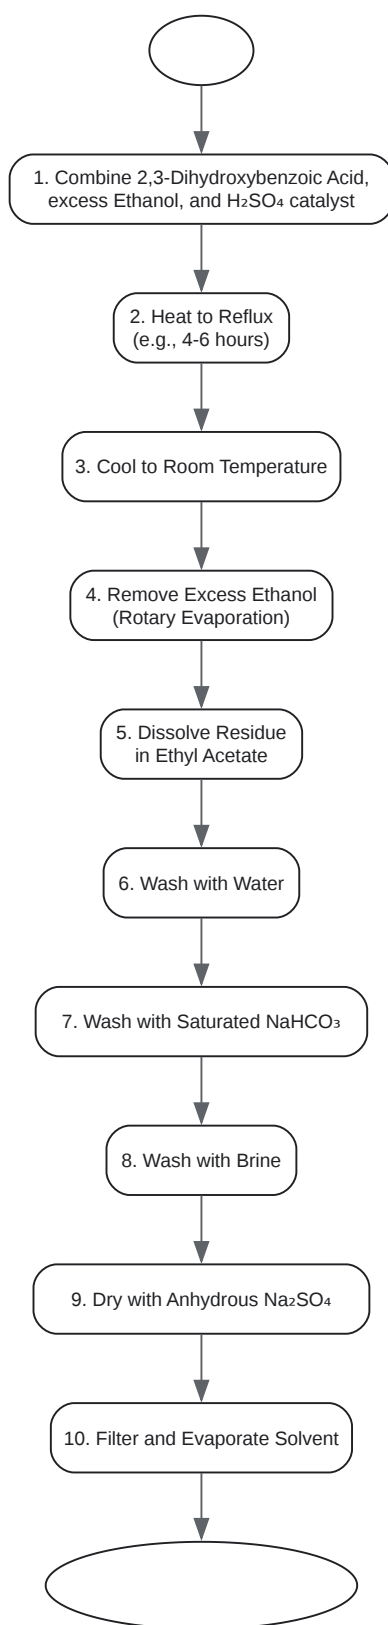 1. Combine 2,3-Dihydroxybenzoic Acid,
excess Ethanol, and H₂SO₄ catalyst
2. Heat to Reflux
(e.g., 4-6 hours)
3. Cool to Room Temperature
4. Remove Excess Ethanol
(Rotary Evaporation)
5. Dissolve Residue
in Ethyl Acetate
6. Wash with Water
7. Wash with Saturated NaHCO₃
8. Wash with Brine
9. Dry with Anhydrous Na₂SO₄
10. Filter and Evaporate Solvent